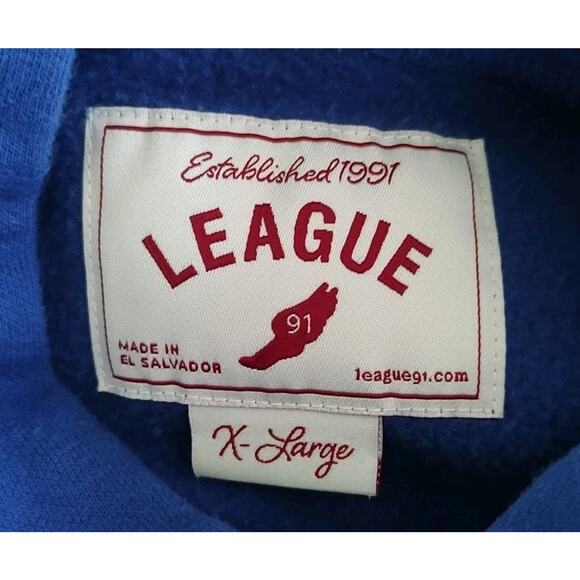 Established 1991
LEAGUE
91
MADE IN
EL SALVADOR
league91.com
X-Large